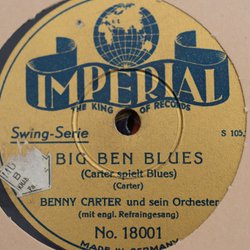 IMPERIAL
THE KING OF RECORDS
Swing-Serie
BIG BEN BLUES
(Carter spielt Blues)
(Carter)
BENNY CARTER und sein Orchester
(mit engl. Refraingesang)
No. 18001
MADE IN GERMANY